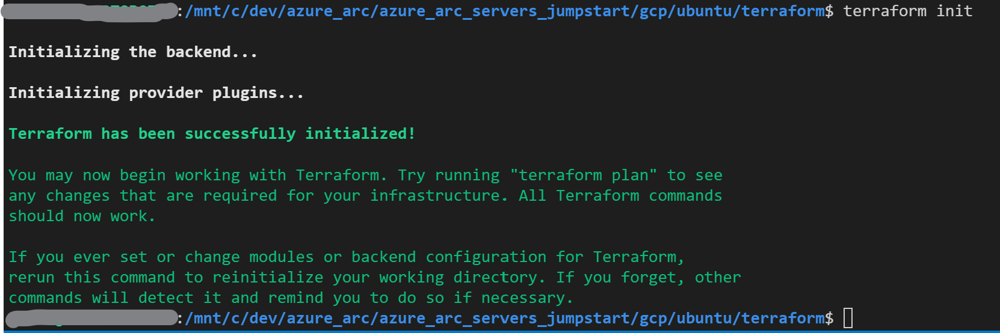 :/mnt/c/dev/azure_arc/azure_arc_servers_jumpstart/gcp/ubuntu/terraform$ terraform init
Initializing the backend...
Initializing provider plugins...
Terraform has been successfully initialized!
You may now begin working with Terraform. Try running "terraform plan" to see
any changes that are required for your infrastructure. All Terraform commands
should now work.
If you ever set or change modules or backend configuration for Terraform,
rerun this command to reinitialize your working directory. If you forget, other
commands will detect it and remind you to do so if necessary.
:/mnt/c/dev/azure_arc/azure_arc_servers_jumpstart/gcp/ubuntu/terraform$